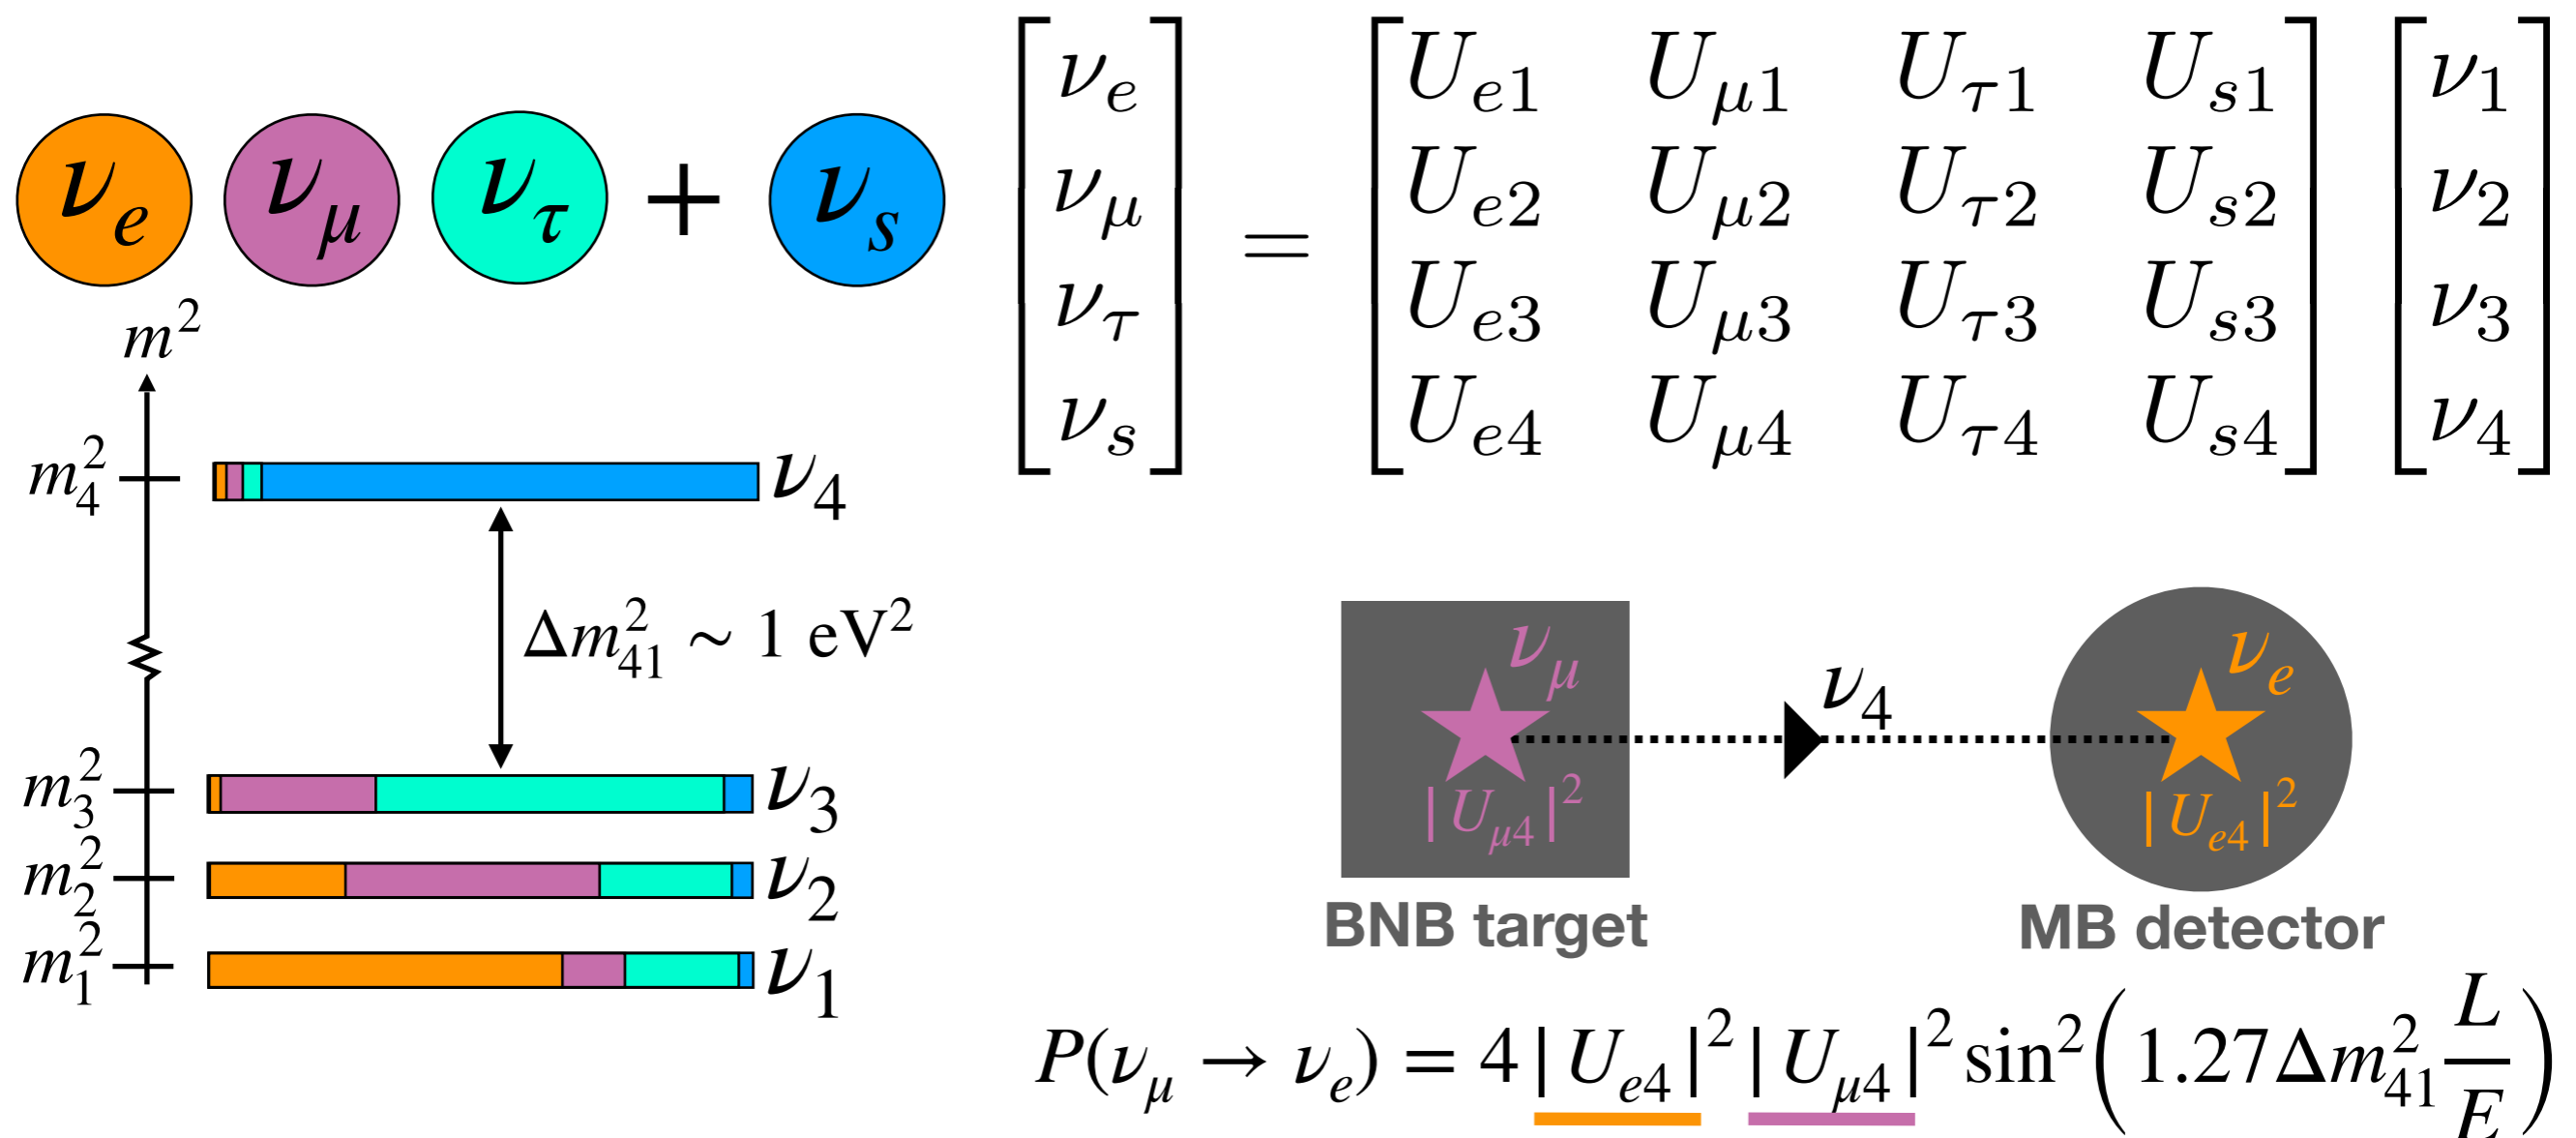 ν_e ν_μ ν_τ + ν_s
[ν_e ν_μ ν_τ ν_s] = [U_e1 U_μ1 U_τ1 U_s1
U_e2 U_μ2 U_τ2 U_s2
U_e3 U_μ3 U_τ3 U_s3
U_e4 U_μ4 U_τ4 U_s4] [ν_1 ν_2 ν_3 ν_4]
m^2
m_4^2 ν_4
Δm_41^2 ~ 1 eV^2
m_3^2 ν_3
m_2^2 ν_2
m_1^2 ν_1
ν_μ
|U_μ4|^2
BNB target
ν_4
ν_e
|U_e4|^2
MB detector
P(ν_μ → ν_e) = 4|U_e4|^2|U_μ4|^2 sin^2(1.27Δm_41^2 L/E)